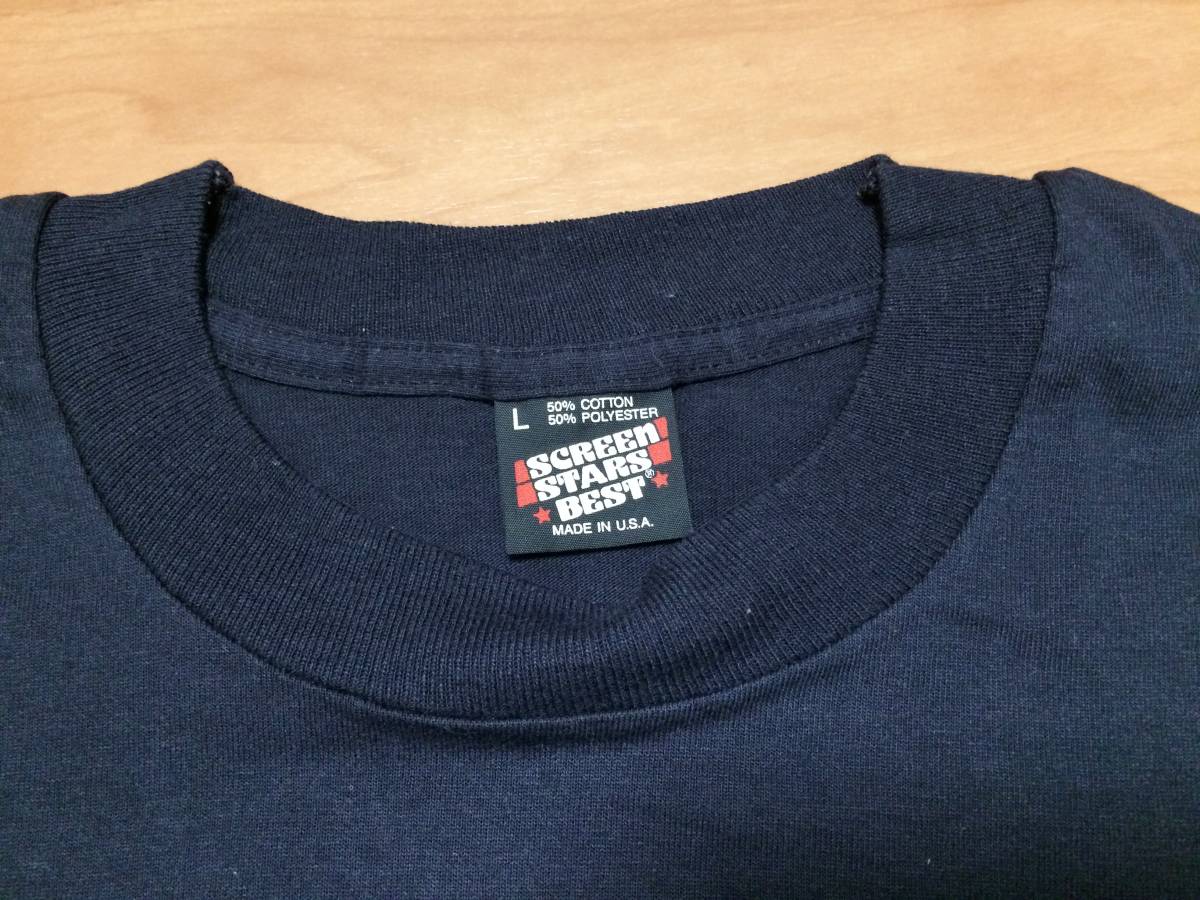 L
50% COTTON
50% POLYESTER
SCREEN
STARS
BEST®
MADE IN U.S.A.